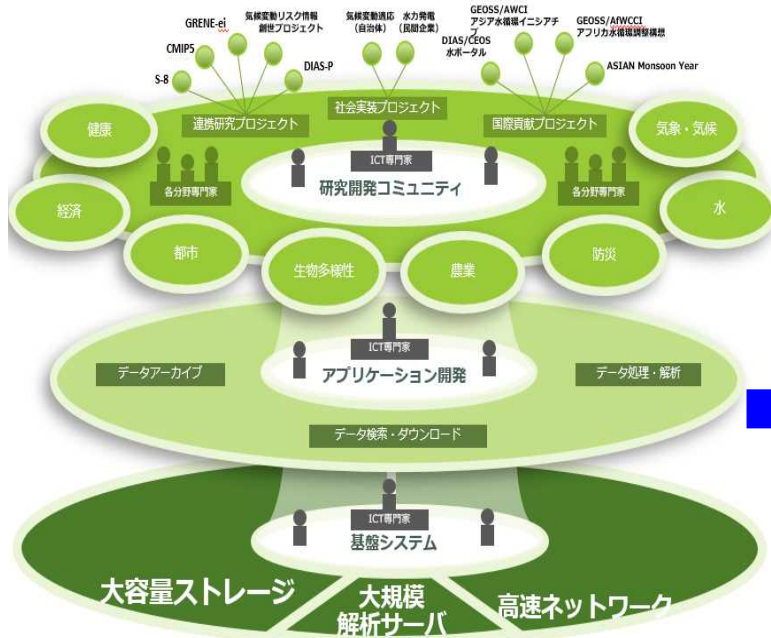 GRENE-ei
気候変動リスク情報
創世プロジェクト
CMIP5
S-8
DIAS-P
気候変動適応
(自治体)
水力発電
(民間企業)
GEOSS/AWCI
アジア水循環イニシアチ
ブ
DIAS/CEOS
水ポータル
GEOSS/AfWCCI
アフリカ水循環調整構想
ASIAN Monsoon Year
連携研究プロジェクト
社会実装プロジェクト
国際貢献プロジェクト
健康
気象・気候
ICT専門家
各分野専門家
研究開発コミュニティ
各分野専門家
経済
水
都市
生物多様性
農業
防災
ICT専門家
データアーカイブ
アプリケーション開発
データ処理・解析
データ検索・ダウンロード
ICT専門家
基盤システム
大容量ストレージ
大規模
解析サーバ
高速ネットワーク